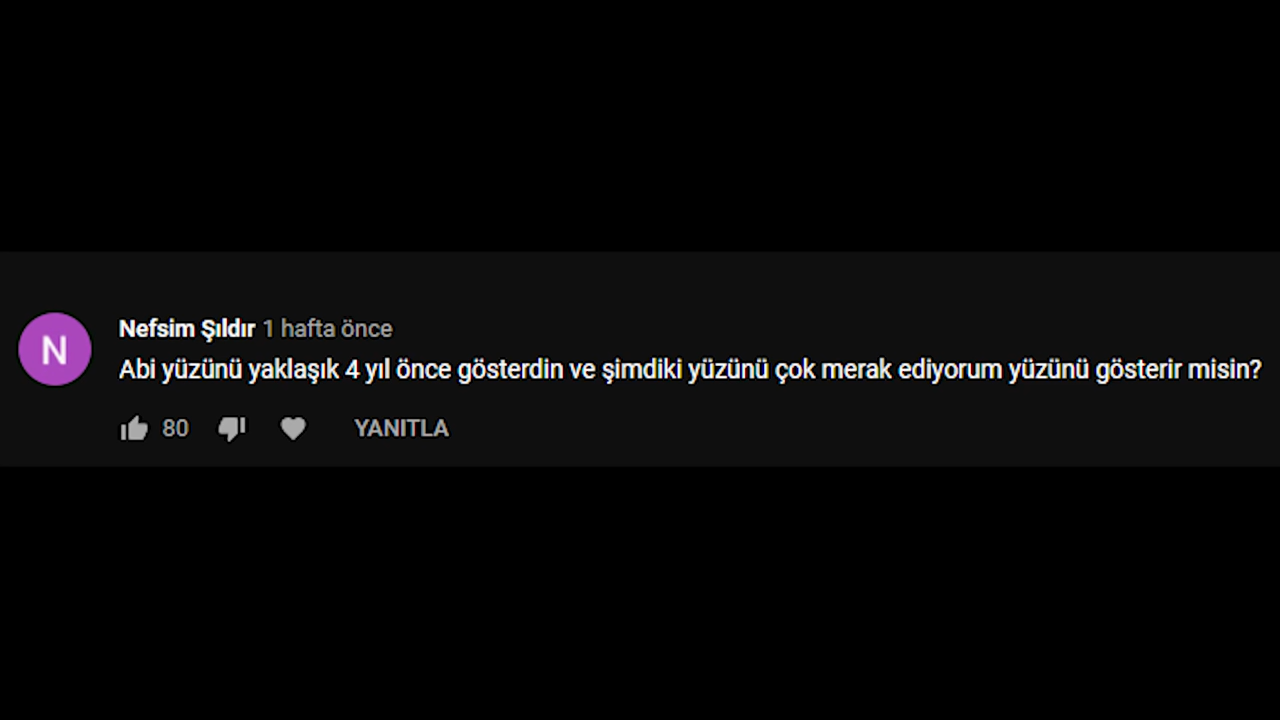 N
Nefsim Şıldır 1 hafta önce
Abi yüzünü yaklaşık 4 yıl önce gösterdin ve şimdiki yüzünü çok merak ediyorum yüzünü gösterir misin?
80 YANITLA